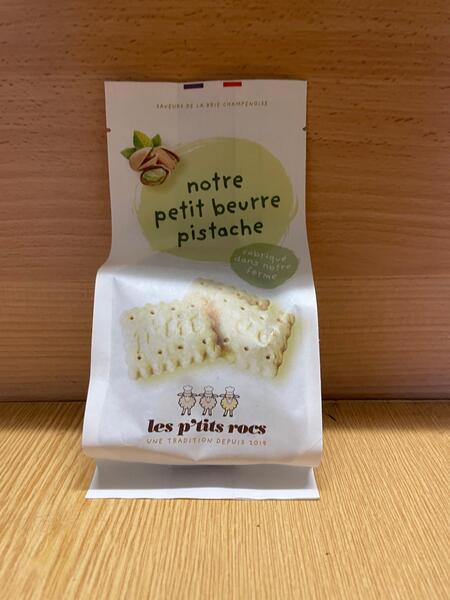 SAVEURS DE LA BRIE CHAMPENOISE
notre
petit beurre
pistache
fabriqué
dans notre
ferme
les p'tits rocs
UNE TRADITION DEPUIS 2019